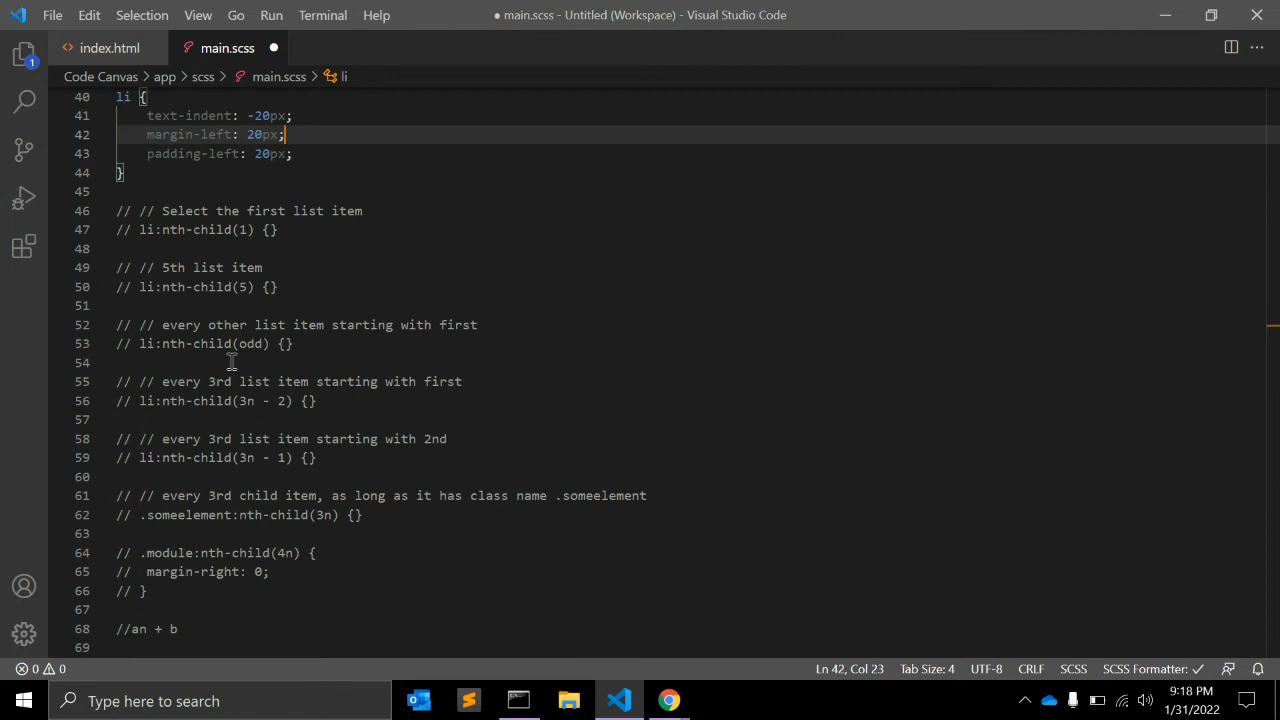 File Edit Selection View Go Run Terminal Help
● main.scss - Untitled (Workspace) - Visual Studio Code
<> index.html
main.scss ●
Code Canvas > app > scss > main.scss > li
40 li {
41 text-indent: -20px;
42 margin-left: 20px;
43 padding-left: 20px;
44 }
45
46 // // Select the first list item
47 // li:nth-child(1) {}
48
49 // // 5th list item
50 // li:nth-child(5) {}
51
52 // // every other list item starting with first
53 // li:nth-child(odd) {}
54
55 // // every 3rd list item starting with first
56 // li:nth-child(3n - 2) {}
57
58 // // every 3rd list item starting with 2nd
59 // li:nth-child(3n - 1) {}
60
61 // // every 3rd child item, as long as it has class name .someelement
62 // .someelement:nth-child(3n) {}
63
64 // .module:nth-child(4n) {
65 //  margin-right: 0;
66 // }
67
68 //an + b
69
1
0 0 Ln 42, Col 23 Tab Size: 4 UTF-8 CRLF SCSS SCSS Formatter: ✓
Type here to search
9:18 PM
1/31/2022